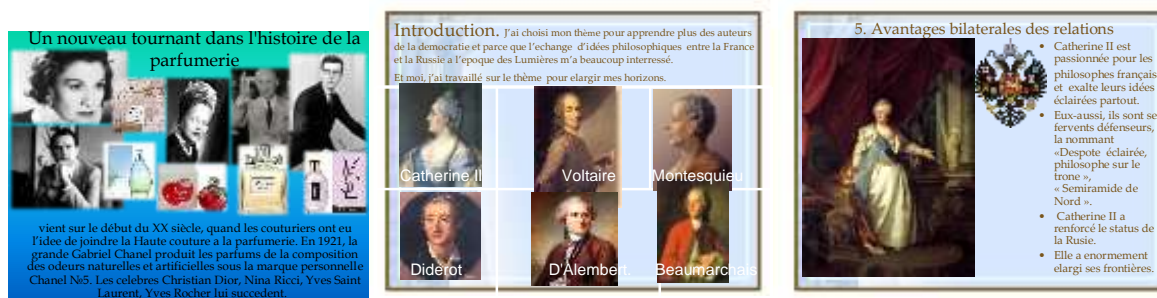 Un nouveau tournant dans l'histoire de la
parfumerie
vient sur le début du XX siècle, quand les couturiers ont eu
l'idee de joindre la Haute couture a la parfumerie. En 1921, la
grande Gabriel Chanel produit les parfums de la composition
des odeurs naturelles et artificielles sous la marque personnelle
Chanel №5. Les celebres Christian Dior, Nina Ricci, Yves Saint
Laurent, Yves Rocher lui succedent.
Introduction. J'ai choisi mon thème pour apprendre plus des auteurs
de la democratie et parce que l'echange d'idées philosophiques entre la France
et la Russie a l'epoque des Lumières m'a beaucoup interressé.
Et moi, j'ai travaillé sur le thème pour elargir mes horizons.
Catherine II
Voltaire
Montesquieu
Diderot
D'Alembert,
Beaumarchais
5. Avantages bilaterales des relations
• Catherine II est
passionnée pour les
philosophes français
et exalte leurs idées
éclairées partout.
• Eux-aussi, ils sont se
fervents défenseurs,
la nommant
«Despote éclairée,
philosophe sur le
trone »,
« Semiramide de
Nord ».
• Catherine II a
renforcé le status de
la Rusie.
• Elle a enormement
elargi ses frontières.